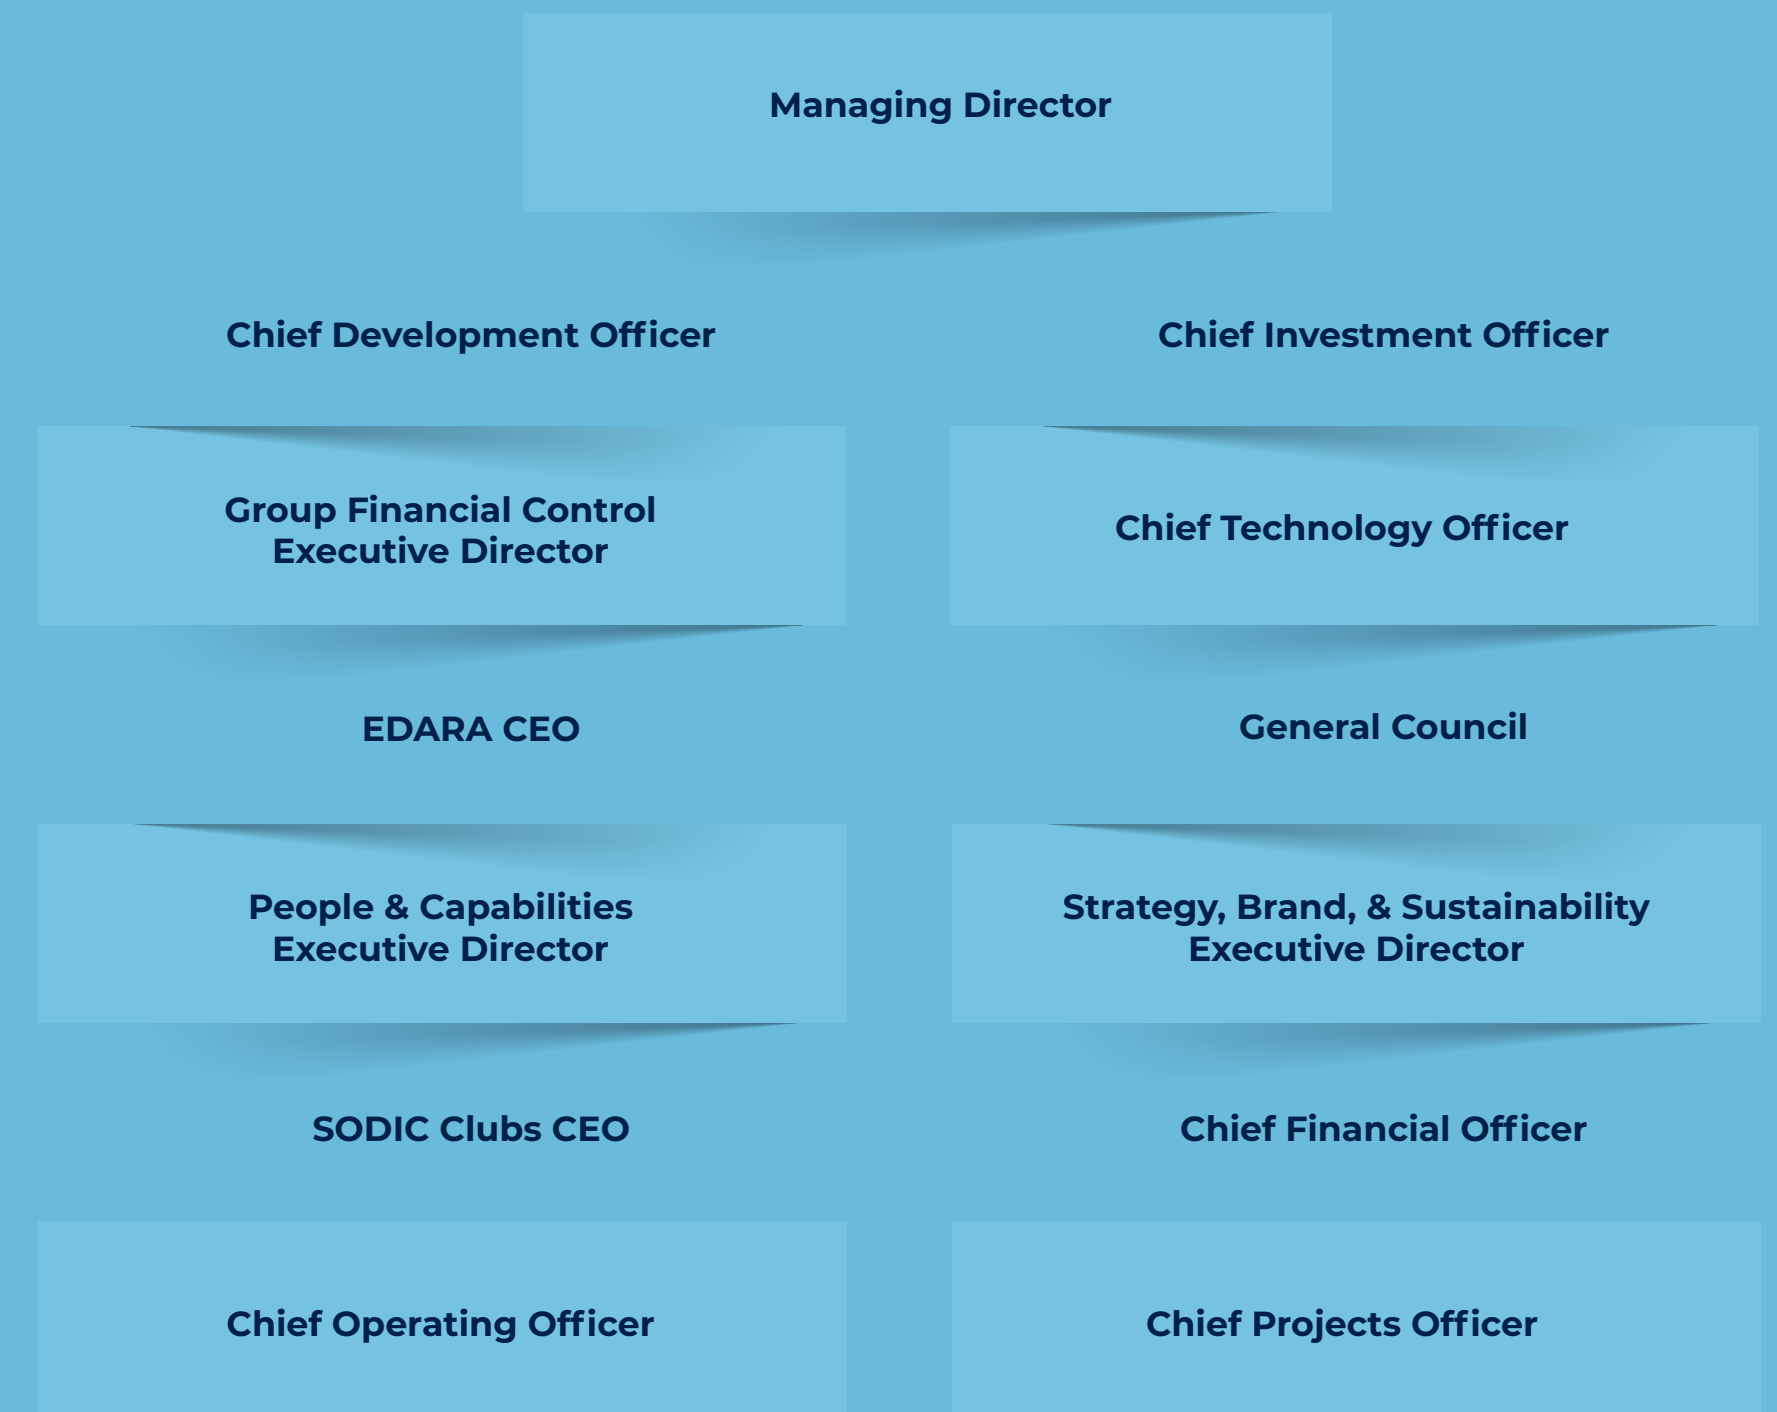 Managing Director
Chief Development Officer
Chief Investment Officer
Group Financial Control
Executive Director
Chief Technology Officer
EDARA CEO
General Council
People & Capabilities
Executive Director
Strategy, Brand, & Sustainability
Executive Director
SODIC Clubs CEO
Chief Financial Officer
Chief Operating Officer
Chief Projects Officer